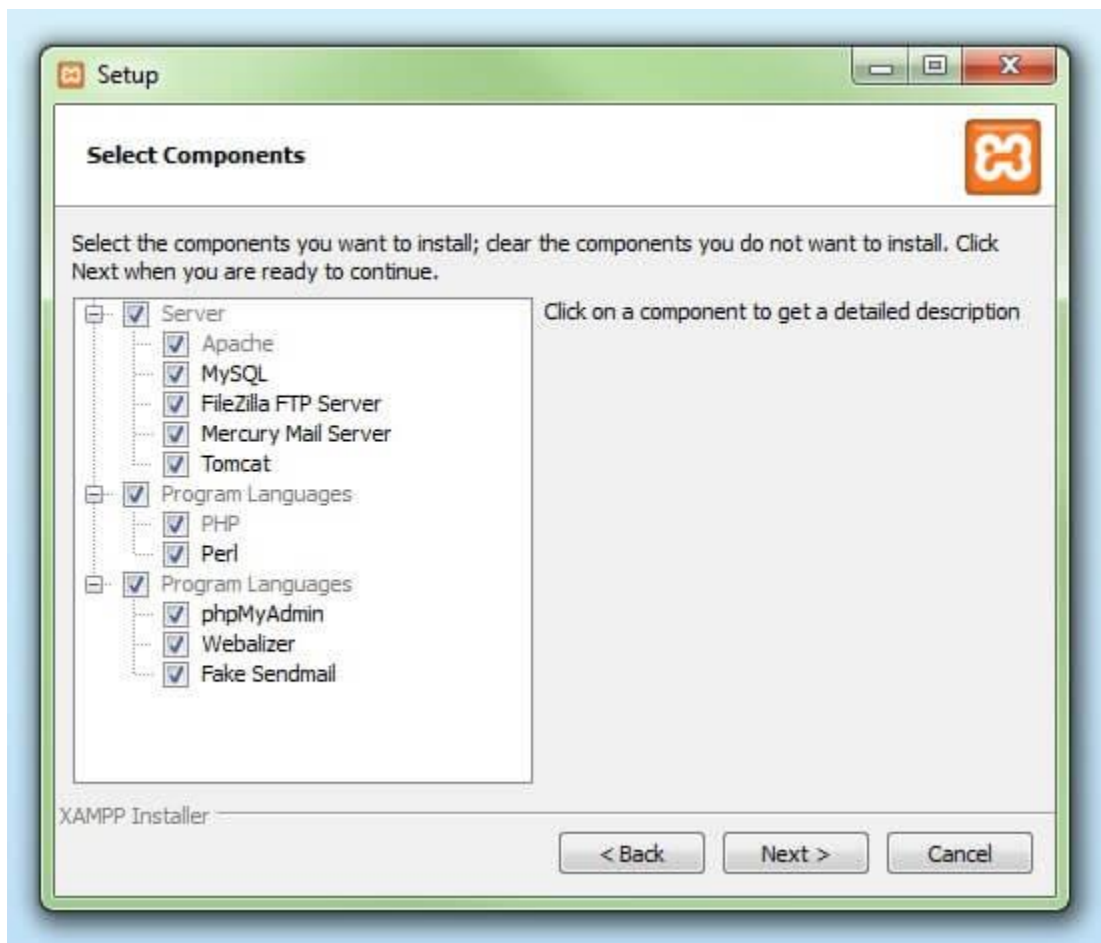 Setup
Select Components
Select the components you want to install; clear the components you do not want to install. Click
Next when you are ready to continue.
Server
Apache
MySQL
FileZilla FTP Server
Mercury Mail Server
Tomcat
Program Languages
PHP
Perl
Program Languages
phpMyAdmin
Webalizer
Fake Sendmail
Click on a component to get a detailed description
XAMPP Installer
< Back Next > Cancel